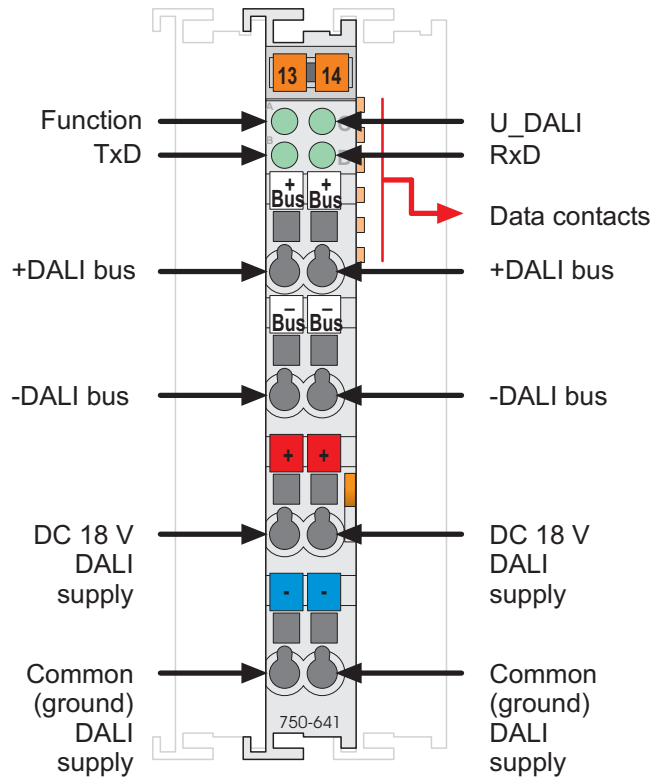 13 14
A
C
Function
U_DALI
B
D
TxD
RxD
+ +
Bus Bus
Data contacts
+DALI bus
+DALI bus
– –
Bus Bus
-DALI bus
-DALI bus
+ +
DC 18 V
DALI
supply
DC 18 V
DALI
supply
- -
Common
(ground)
DALI
supply
Common
(ground)
DALI
supply
750-641